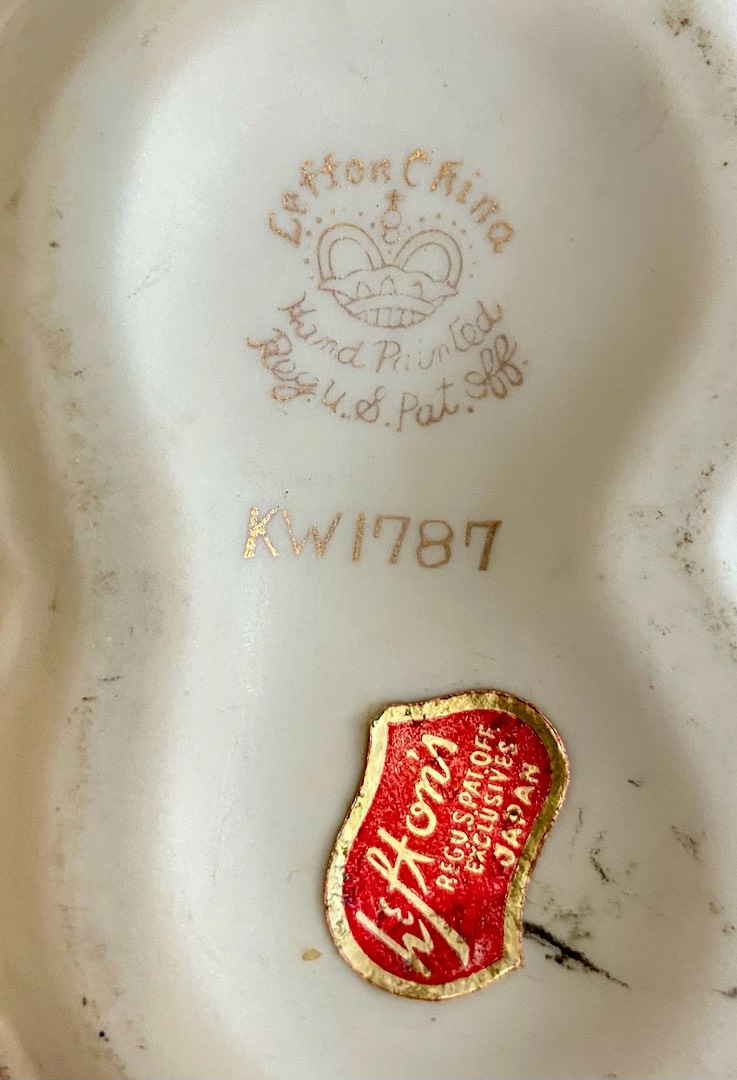 Lefton China
Hand Painted
Reg. U.S. Pat. Off.
KW1787
Lefton's
REG U.S. PAT. OFF.
EXCLUSIVES
JAPAN